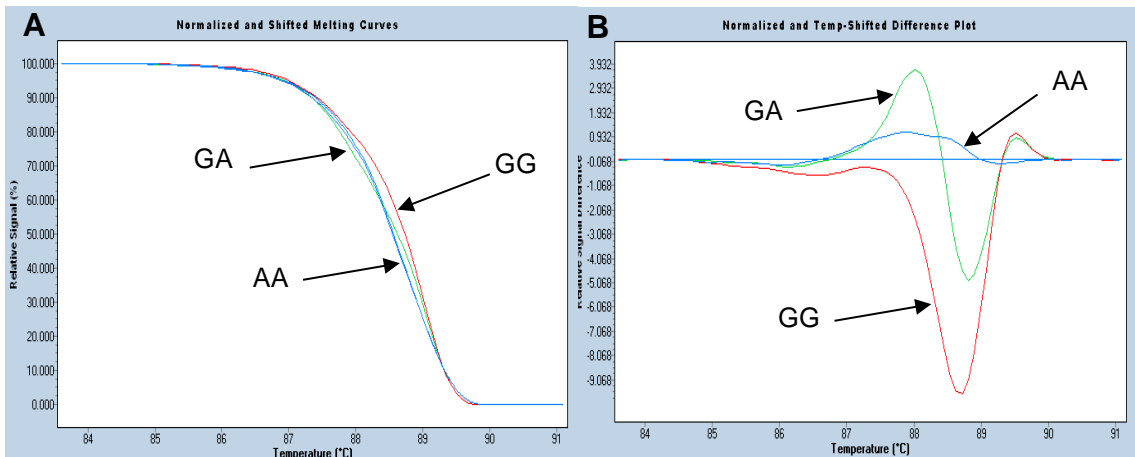 A
Normalized and Shifted Melting Curves
Relative Signal (%)
100.000
90.000
80.000
70.000
60.000
50.000
40.000
30.000
20.000
10.000
0.000
GA
GG
AA
84 85 86 87 88 89 90 91
Temperature (°C)
B
Normalized and Temp-Shifted Difference Plot
Relative Signal Difference
3.932
2.932
1.932
0.932
-0.068
-1.068
-2.068
-3.068
-4.068
-5.068
-6.068
-7.068
-8.068
-9.068
GA
AA
GG
84 85 86 87 88 89 90 91
Temperature (°C)